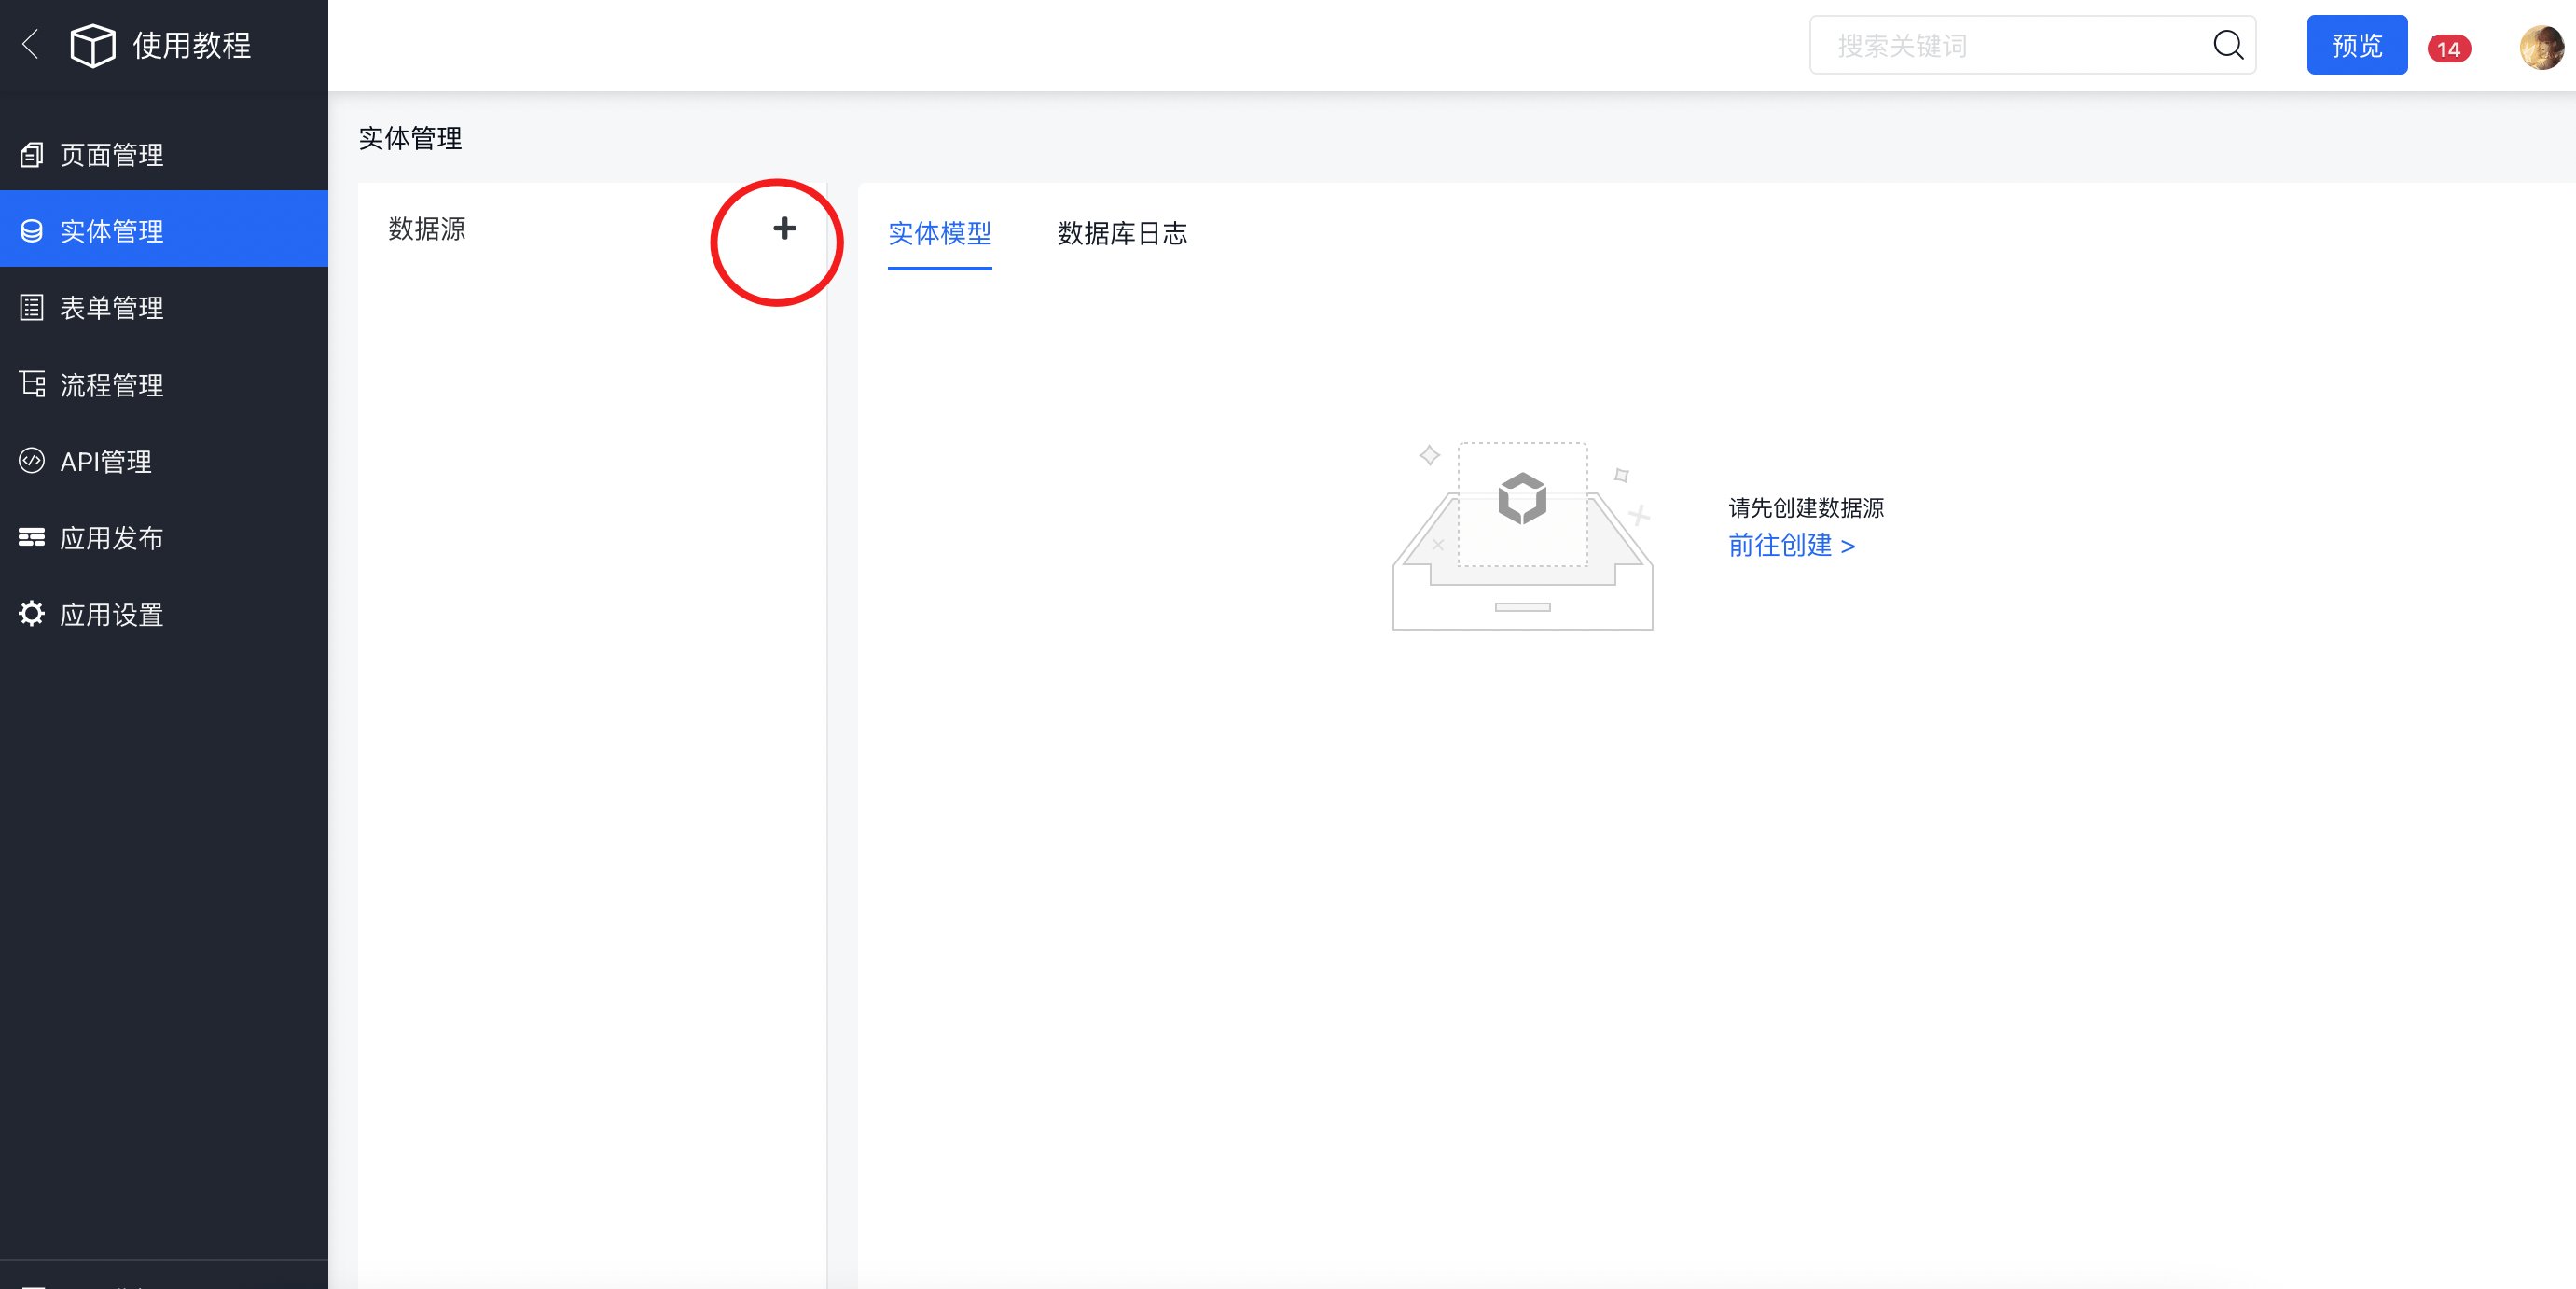 使用教程
搜索关键词
预览
14
页面管理
实体管理
表单管理
流程管理
API管理
应用发布
应用设置
实体管理
数据源
实体模型
数据库日志
请先创建数据源
前往创建 >